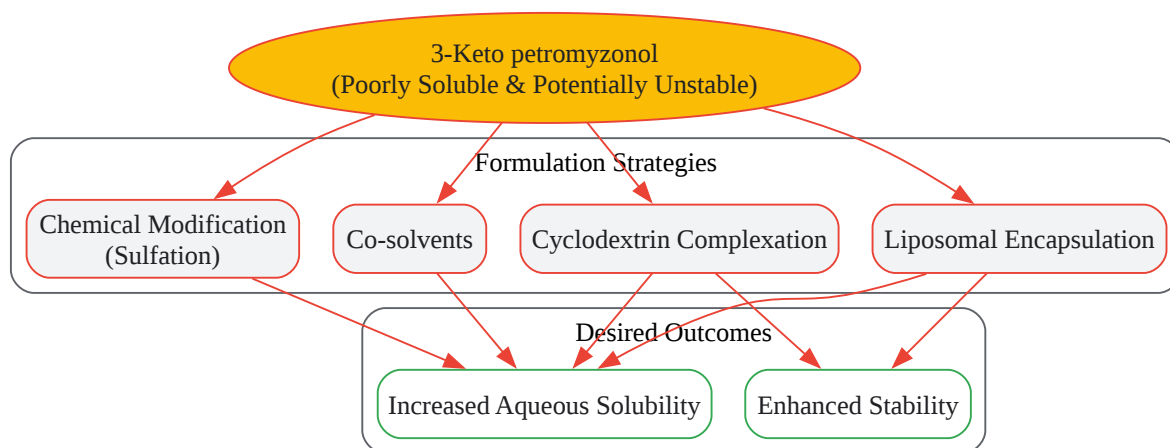 3-Keto petromyzonol
(Poorly Soluble & Potentially Unstable)
Formulation Strategies
Chemical Modification
(Sulfation)
Co-solvents
Cyclodextrin Complexation
Liposomal Encapsulation
Desired Outcomes
Increased Aqueous Solubility
Enhanced Stability